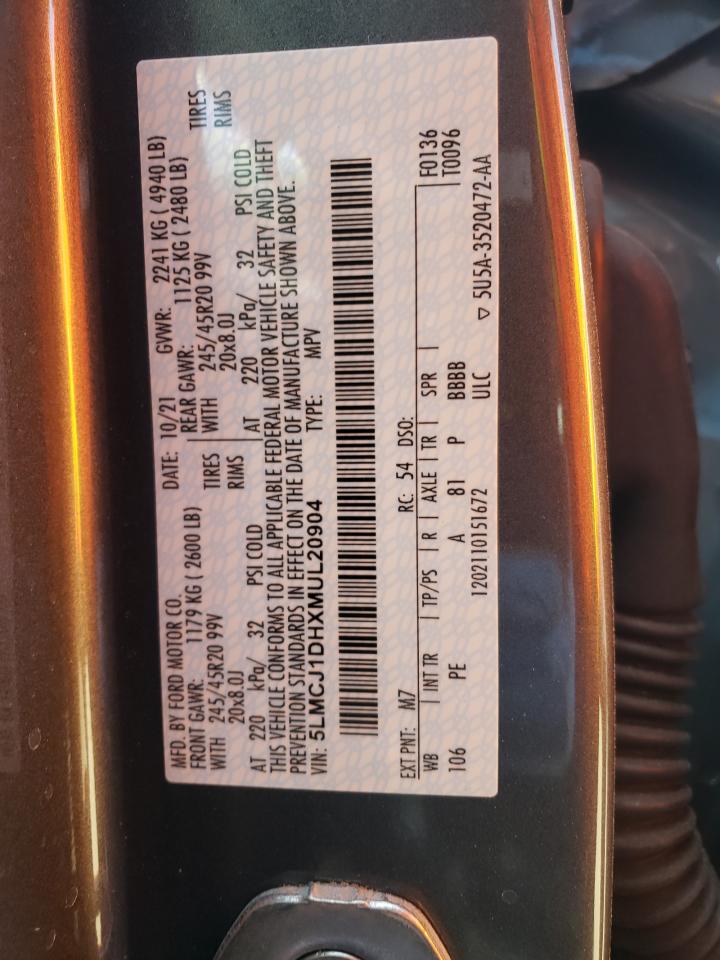 MFD. BY FORD MOTOR CO.
DATE: 10/21 GVWR: 2241 KG ( 4940 LB)
FRONT GAWR: 1179 KG ( 2600 LB)
REAR GAWR: 1125 KG ( 2480 LB)
WITH 245/45R20 99V TIRES
WITH 245/45R20 99V TIRES
20x8.0J RIMS
20x8.0J RIMS
AT 220 kPa/ 32 PSI COLD
AT 220 kPa/ 32 PSI COLD
THIS VEHICLE CONFORMS TO ALL APPLICABLE FEDERAL MOTOR VEHICLE SAFETY AND THEFT
PREVENTION STANDARDS IN EFFECT ON THE DATE OF MANUFACTURE SHOWN ABOVE.
VIN: 5LMCJ1DHXMUL20904 TYPE: MPV
EXT PNT: M7 RC: 54 DSO: F0136
WB INT TR TP/PS R AXLE TR SPR T0096
106 PE A 81 P BBBB
1202110151672 ULC ▽ 5U5A-3520472-AA